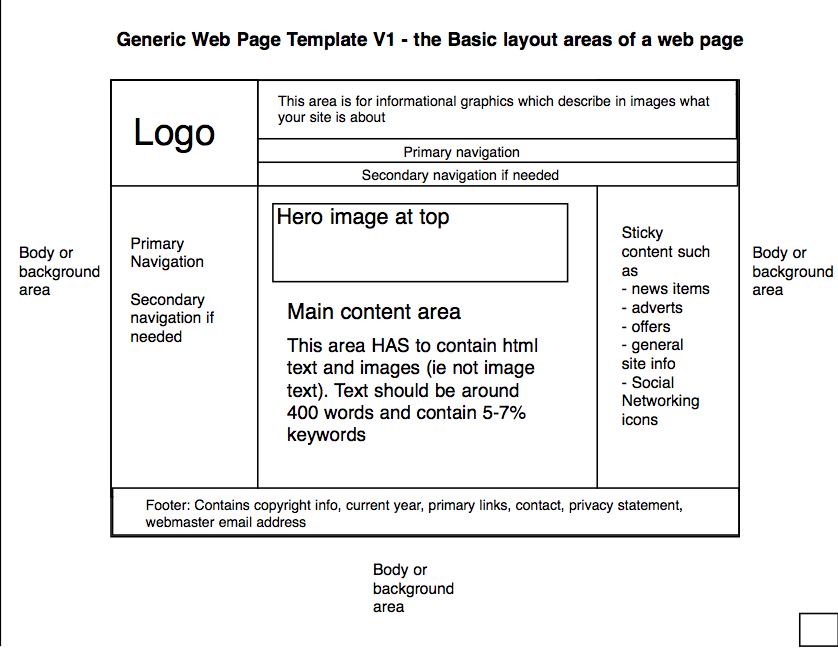 Generic Web Page Template V1 - the Basic layout areas of a web page
Logo
This area is for informational graphics which describe in images what
your site is about
Primary navigation
Secondary navigation if needed
Body or
background
area
Primary
Navigation
Secondary
navigation if
needed
Hero image at top
Main content area
This area HAS to contain html
text and images (ie not image
text). Text should be around
400 words and contain 5-7%
keywords
Sticky
content such
as
- news items
- adverts
- offers
- general
site info
- Social
Networking
icons
Body or
background
area
Footer: Contains copyright info, current year, primary links, contact, privacy statement,
webmaster email address
Body or
background
area